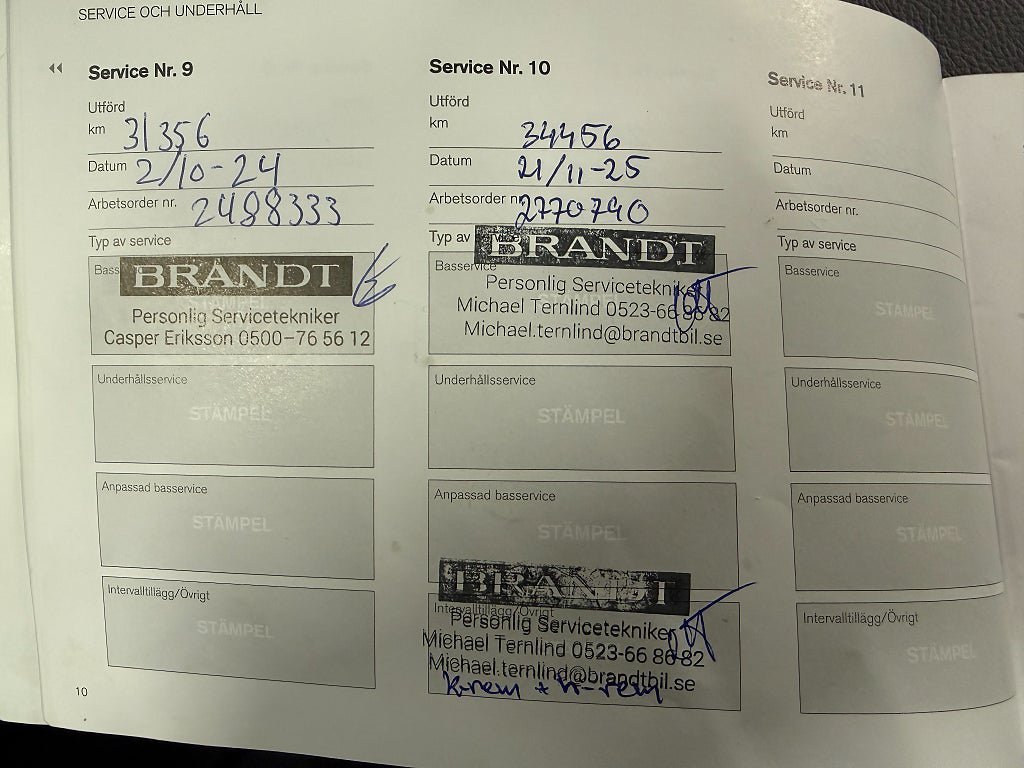 SERVICE OCH UNDERHÅLL
Service Nr. 9
Utförd
km 31356
Datum 2/10-24
Arbetsorder nr. 2488333
Typ av service
BRANDT
STÄMPEL
Personlig Servicetekniker
Casper Eriksson 0500-76 56 12
Underhållsservice
STÄMPEL
Anpassad basservice
STÄMPEL
Intervalltillägg/Övrigt
STÄMPEL
10
Service Nr. 10
Utförd
km 34456
Datum 21/11-25
Arbetsorder nr. 2770790
Typ av
BRANDT
Basservice
Personlig Servicetekniker
Michael Ternlind 0523-66 86 82
Michael.ternlind@brandtbil.se
Underhållsservice
STÄMPEL
Anpassad basservice
STÄMPEL
BRANDT
Intervalltillägg/Övrigt
Personlig Servicetekniker
Michael Ternlind 0523-66 86 82
Michael.ternlind@brandtbil.se
Service Nr. 11
Utförd
km
Datum
Arbetsorder nr.
Typ av service
Basservice
STÄMPEL
Underhållsservice
STÄMPEL
Anpassad basservice
STÄMPEL
Intervalltillägg/Övrigt
STÄMPEL